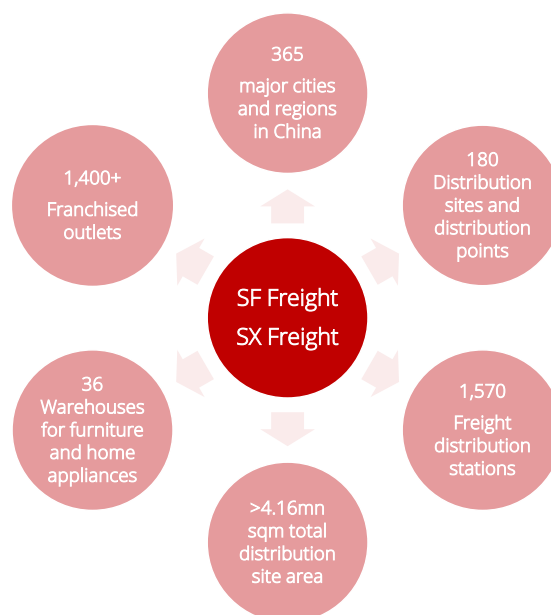 365
major cities
and regions
in China
1,400+
Franchised
outlets
180
Distribution
sites and
distribution
points
SF Freight
SX Freight
36
Warehouses
for furniture
and home
appliances
1,570
Freight
distribution
stations
>4.16mn
sqm total
distribution
site area